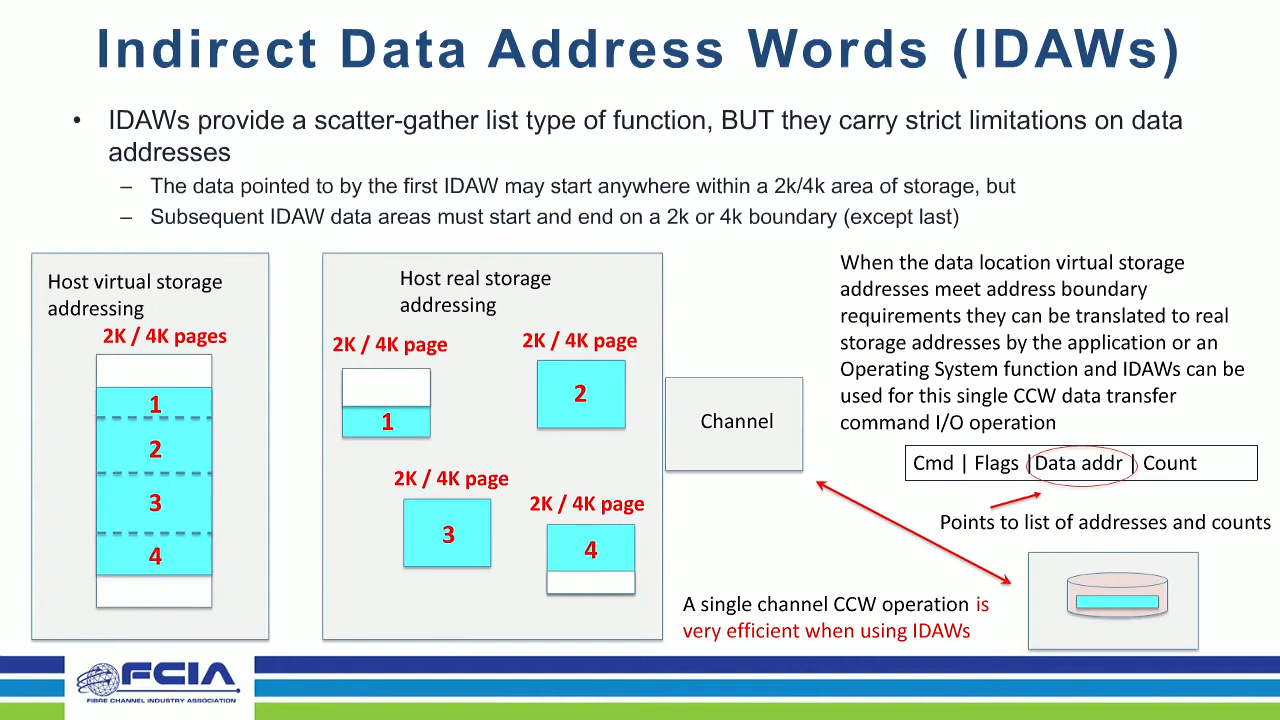 Indirect Data Address Words (IDAWs)
• IDAWs provide a scatter-gather list type of function, BUT they carry strict limitations on data
addresses
– The data pointed to by the first IDAW may start anywhere within a 2k/4k area of storage, but
– Subsequent IDAW data areas must start and end on a 2k or 4k boundary (except last)
Host virtual storage
addressing
2K / 4K pages
1
2
3
4
Host real storage
addressing
2K / 4K page
1
2K / 4K page
2
2K / 4K page
3
2K / 4K page
4
Channel
When the data location virtual storage
addresses meet address boundary
requirements they can be translated to real
storage addresses by the application or an
Operating System function and IDAWs can be
used for this single CCW data transfer
command I/O operation
Cmd | Flags |Data addr | Count
Points to list of addresses and counts
A single channel CCW operation is
very efficient when using IDAWs
FCIA
FIBRE CHANNEL INDUSTRY ASSOCIATION